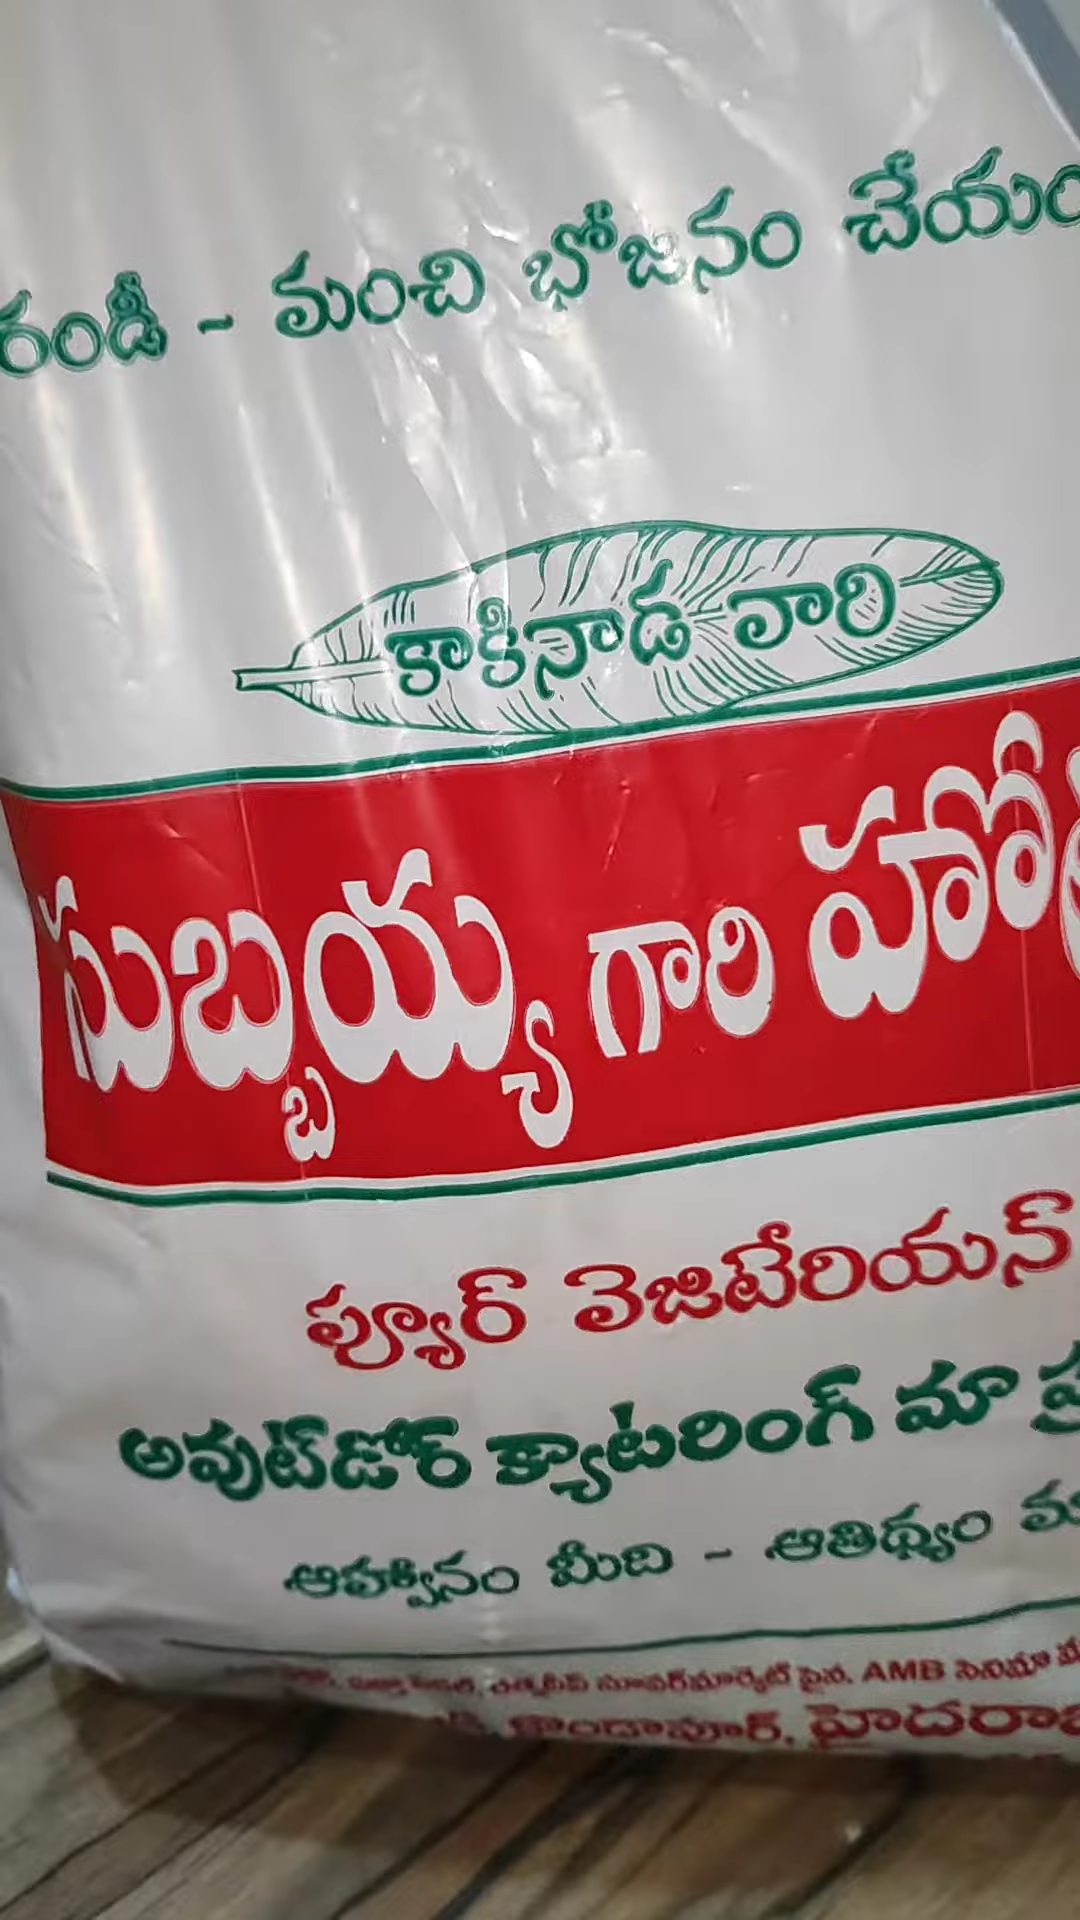 రండి - మంచి భోజనం
కాకినాడ వారి
సుబ్బయ్య గారి
ప్యూర్ వెజిటేరియన్
అవుట్‌డోర్ క్యాటరింగ్ మా
ఆహ్వానం మీది - ఆతిథ్యం
పైన, AMB సినిమా
కొండాపూర్,